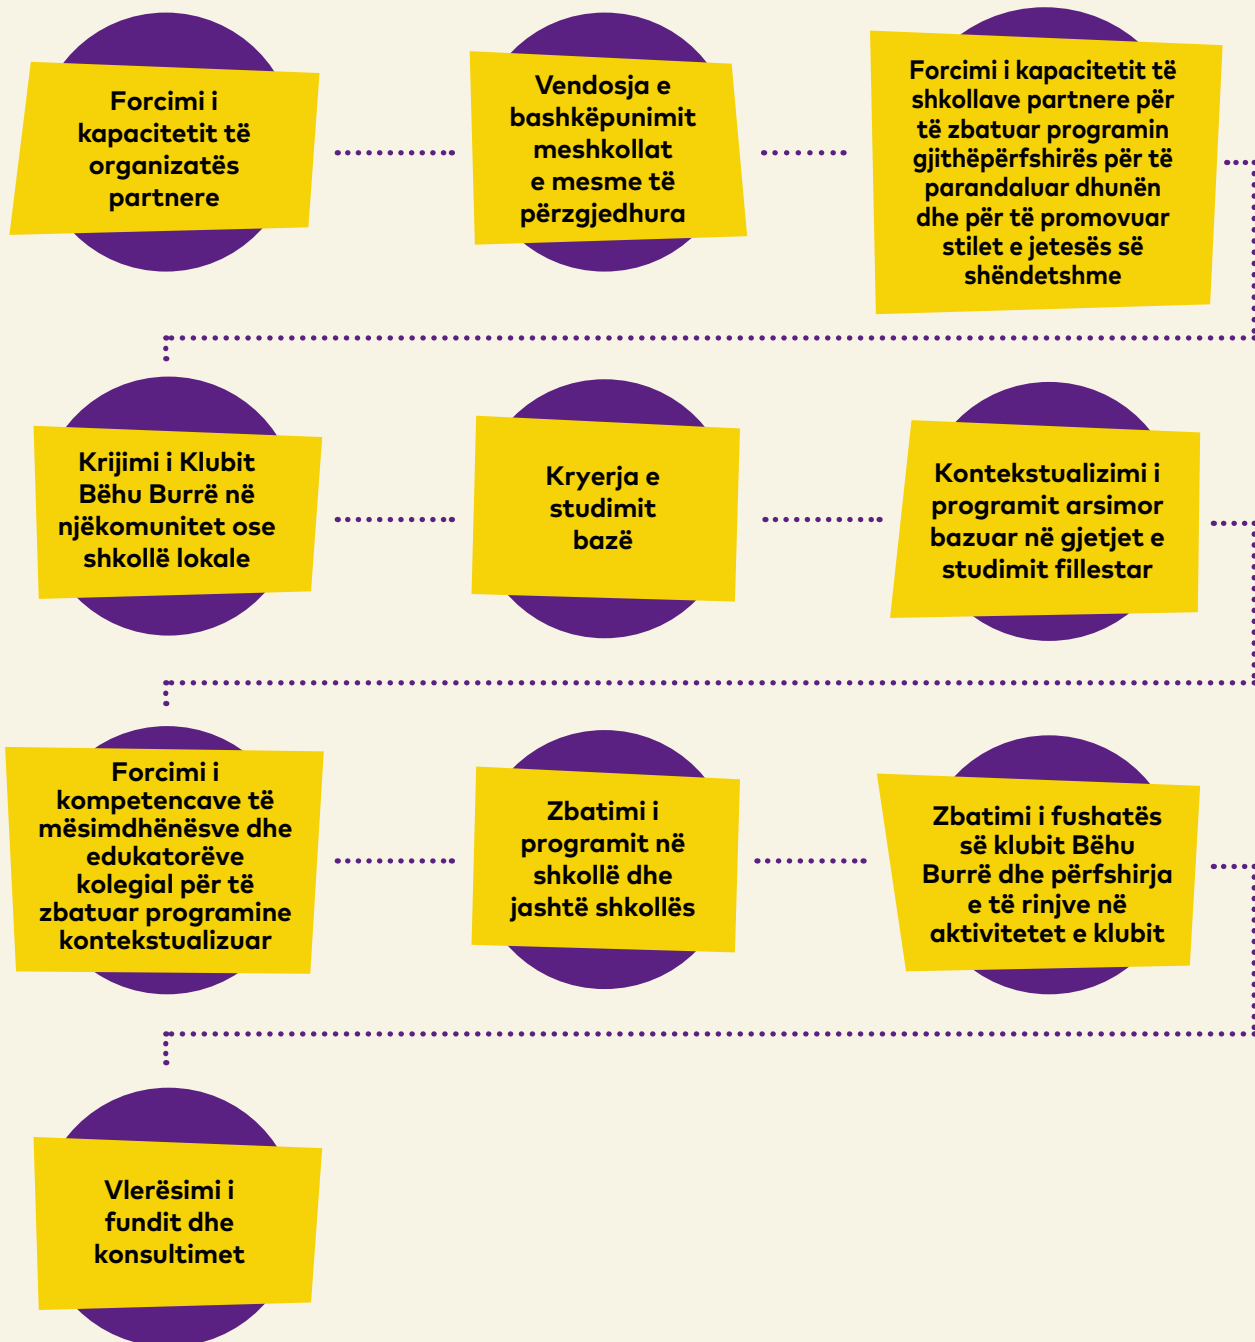 Forcimi i
kapacitetit të
organizatës
partnere
Vendosja e
bashkëpunimit
meshkollat
e mesme të
përzgjedhura
Forcimi i kapacitetit të
shkollave partnere për
të zbatuar programin
gjithëpërfshirës për të
parandaluar dhunën
dhe për të promovuar
stilet e jetesës së
shëndetshme
Krijimi i Klubit
Bëhu Burrë në
njëkomunitet ose
shkollë lokale
Kryerja e
studimit
bazë
Kontekstualizimi i
programit arsimor
bazuar në gjetjet e
studimit fillestar
Forcimi i
kompetencave të
mësimdhënësve dhe
edukatorëve
kolegial për të
zbatuar programine
kontekstualizuar
Zbatimi i
programit në
shkollë dhe
jashtë shkollës
Zbatimi i fushatës
së klubit Bëhu
Burrë dhe përfshirja
e të rinjve në
aktivitetet e klubit
Vlerësimi i
fundit dhe
konsultimet